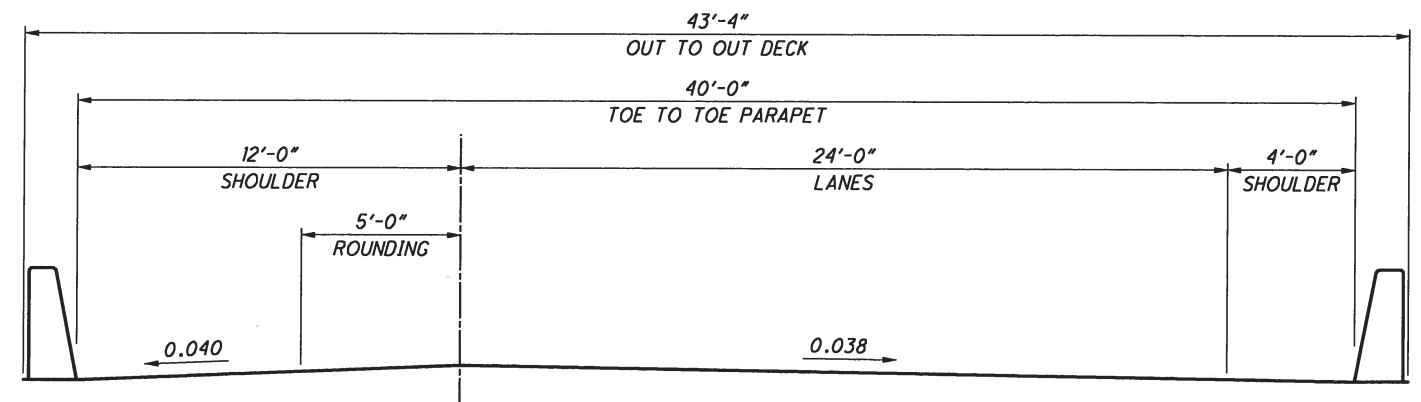 43'-4"
OUT TO OUT DECK
40'-0"
TOE TO TOE PARAPET
12'-0"
SHOULDER
24'-0"
LANES
4'-0"
SHOULDER
5'-0"
ROUNDING
0.040
0.038